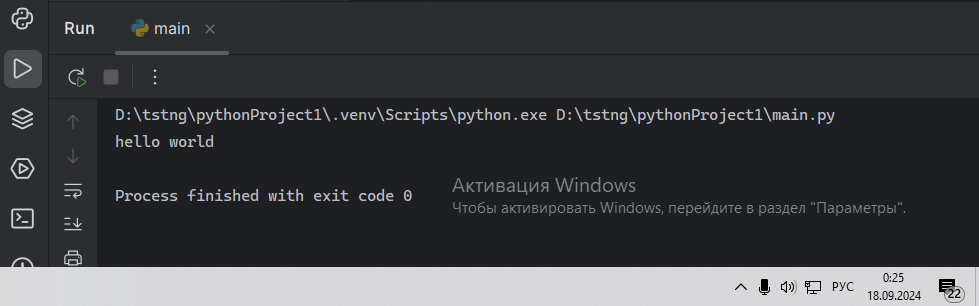 Run
main
D:\tstng\pythonProject1\.venv\Scripts\python.exe D:\tstng\pythonProject1\main.py
hello world
Process finished with exit code 0
Активация Windows
Чтобы активировать Windows, перейдите в раздел "Параметры".
РУС
0:25
18.09.2024
22